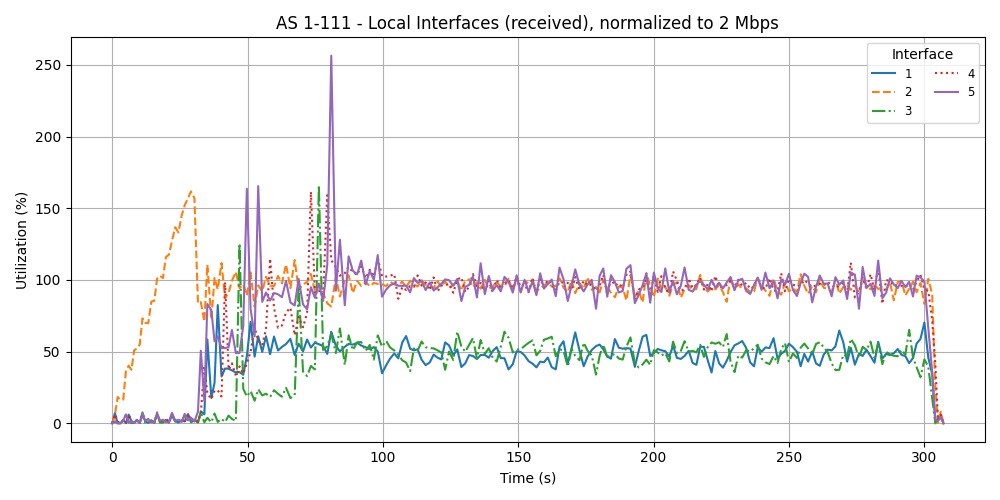 AS 1-111 - Local Interfaces (received), normalized to 2 Mbps
Utilization (%)
250
200
150
100
50
0
0 50 100 150 200 250 300
Time (s)
Interface
1 4
2 5
3